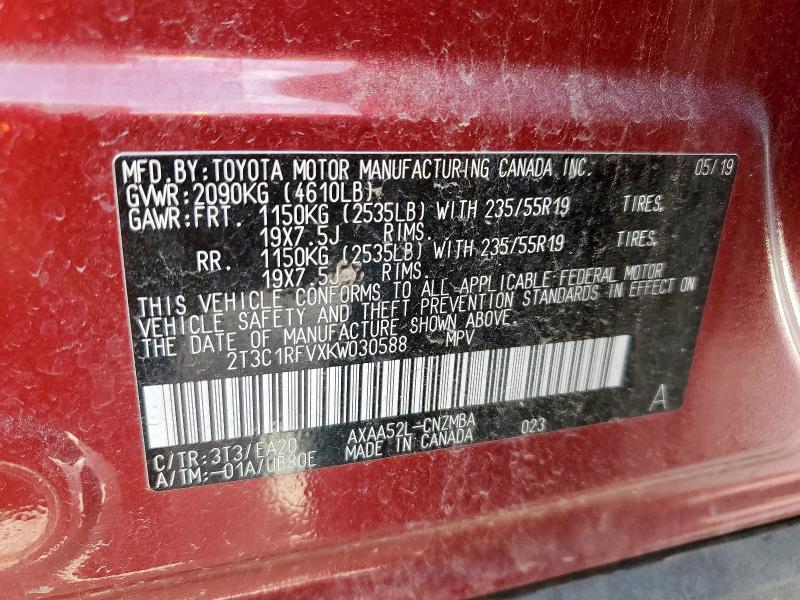 MFD.BY:TOYOTA MOTOR MANUFACTURING CANADA INC. 05/19
GVWR:2090KG (4610LB)
GAWR:FRT. 1150KG (2535LB) WITH 235/55R19 TIRES,
19X7.5J RIMS.
RR. 1150KG (2535LB) WITH 235/55R19 TIRES,
19X7.5J RIMS.
THIS VEHICLE CONFORMS TO ALL APPLICABLE FEDERAL MOTOR
VEHICLE SAFETY AND THEFT PREVENTION STANDARDS IN EFFECT ON
THE DATE OF MANUFACTURE SHOWN ABOVE.
2T3C1RFVXKW030588 MPV
A
C/TR:3T3/EA20 AXAA52L-CNZMBA 023
A/TM:-01A/UB80E MADE IN CANADA